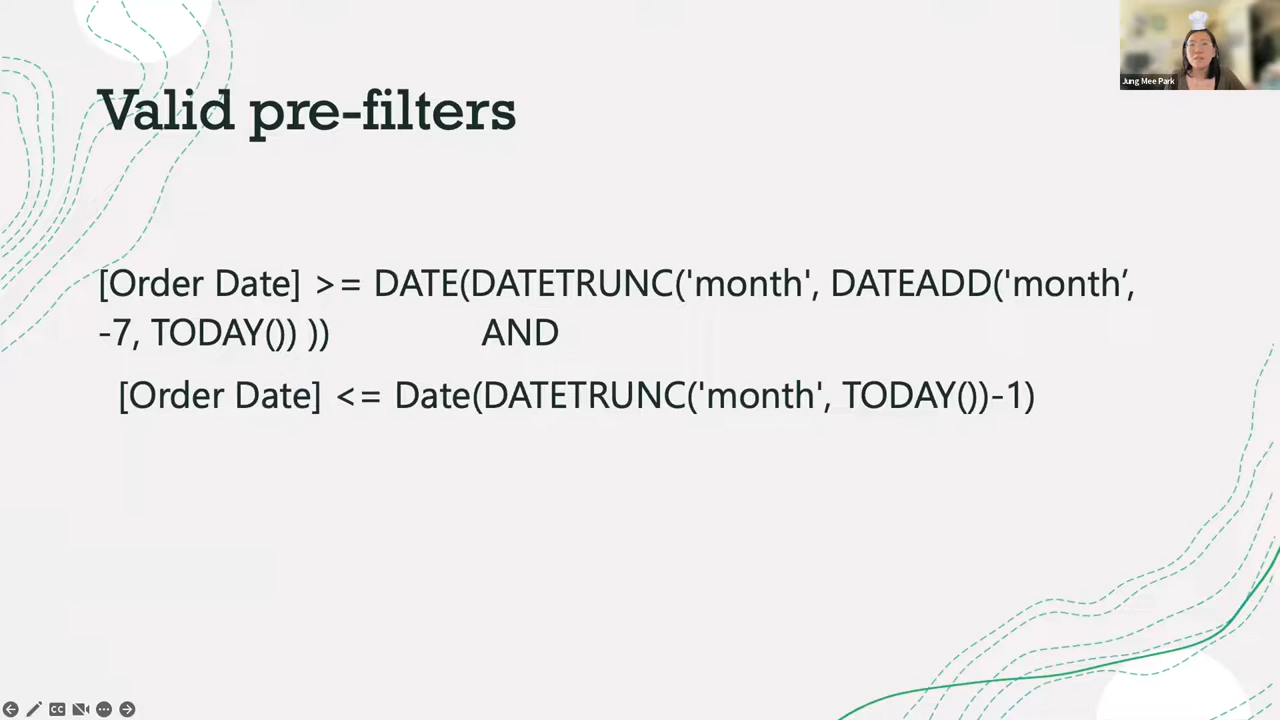 Jung Mee Park
Valid pre-filters
[Order Date] >= DATE(DATETRUNC('month', DATEADD('month’,
-7, TODAY()) )) AND
[Order Date] <= Date(DATETRUNC('month', TODAY())-1)
CC